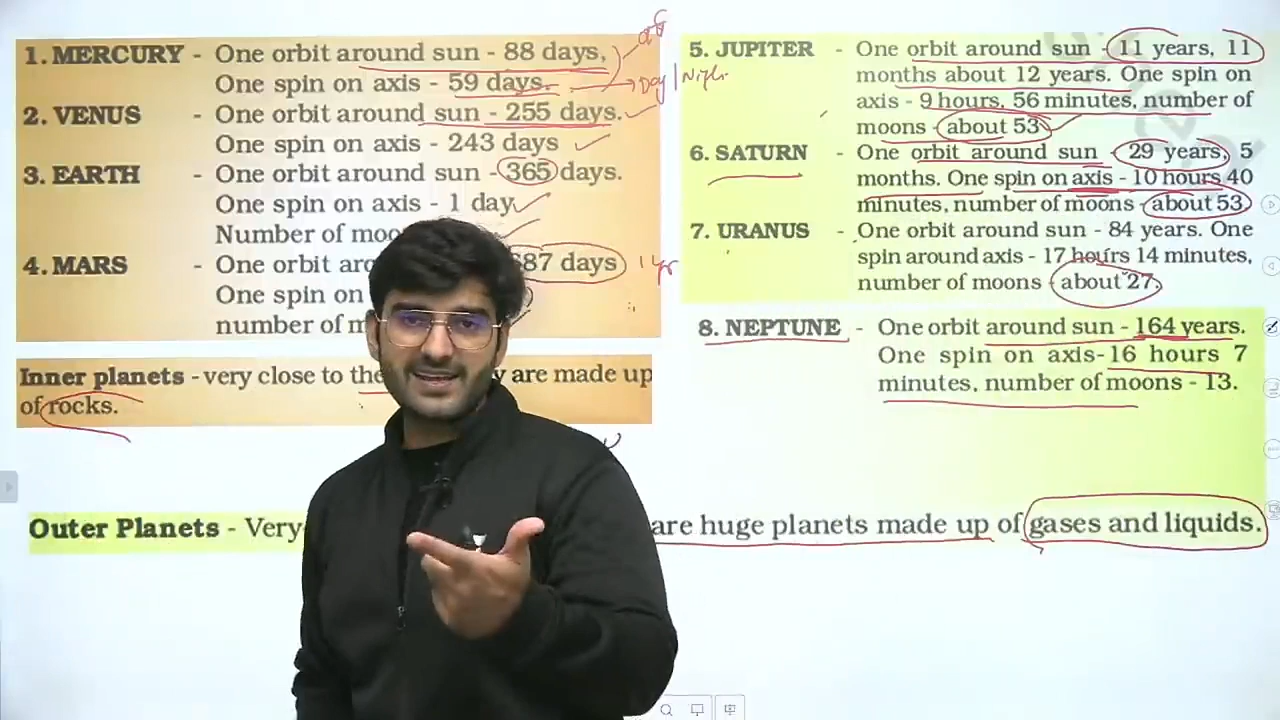 1. MERCURY - One orbit around sun - 88 days,
One spin on axis - 59 days.
Day/Night
2. VENUS - One orbit around sun - 255 days.
One spin on axis - 243 days
3. EARTH - One orbit around sun - 365 days.
One spin on axis - 1 day
Number of moo
4. MARS - One orbit aro 687 days
1 yr
One spin on
number of m
Inner planets - very close to the y are made up
of rocks.
5. JUPITER - One orbit around sun - 11 years, 11
months about 12 years. One spin on
axis - 9 hours, 56 minutes, number of
moons - about 53
6. SATURN - One orbit around sun - 29 years, 5
months. One spin on axis - 10 hours 40
minutes, number of moons - about 53
7. URANUS - One orbit around sun - 84 years. One
spin around axis - 17 hours 14 minutes,
number of moons - about 27.
8. NEPTUNE - One orbit around sun - 164 years.
One spin on axis- 16 hours 7
minutes, number of moons - 13.
Outer Planets - Very are huge planets made up of gases and liquids.